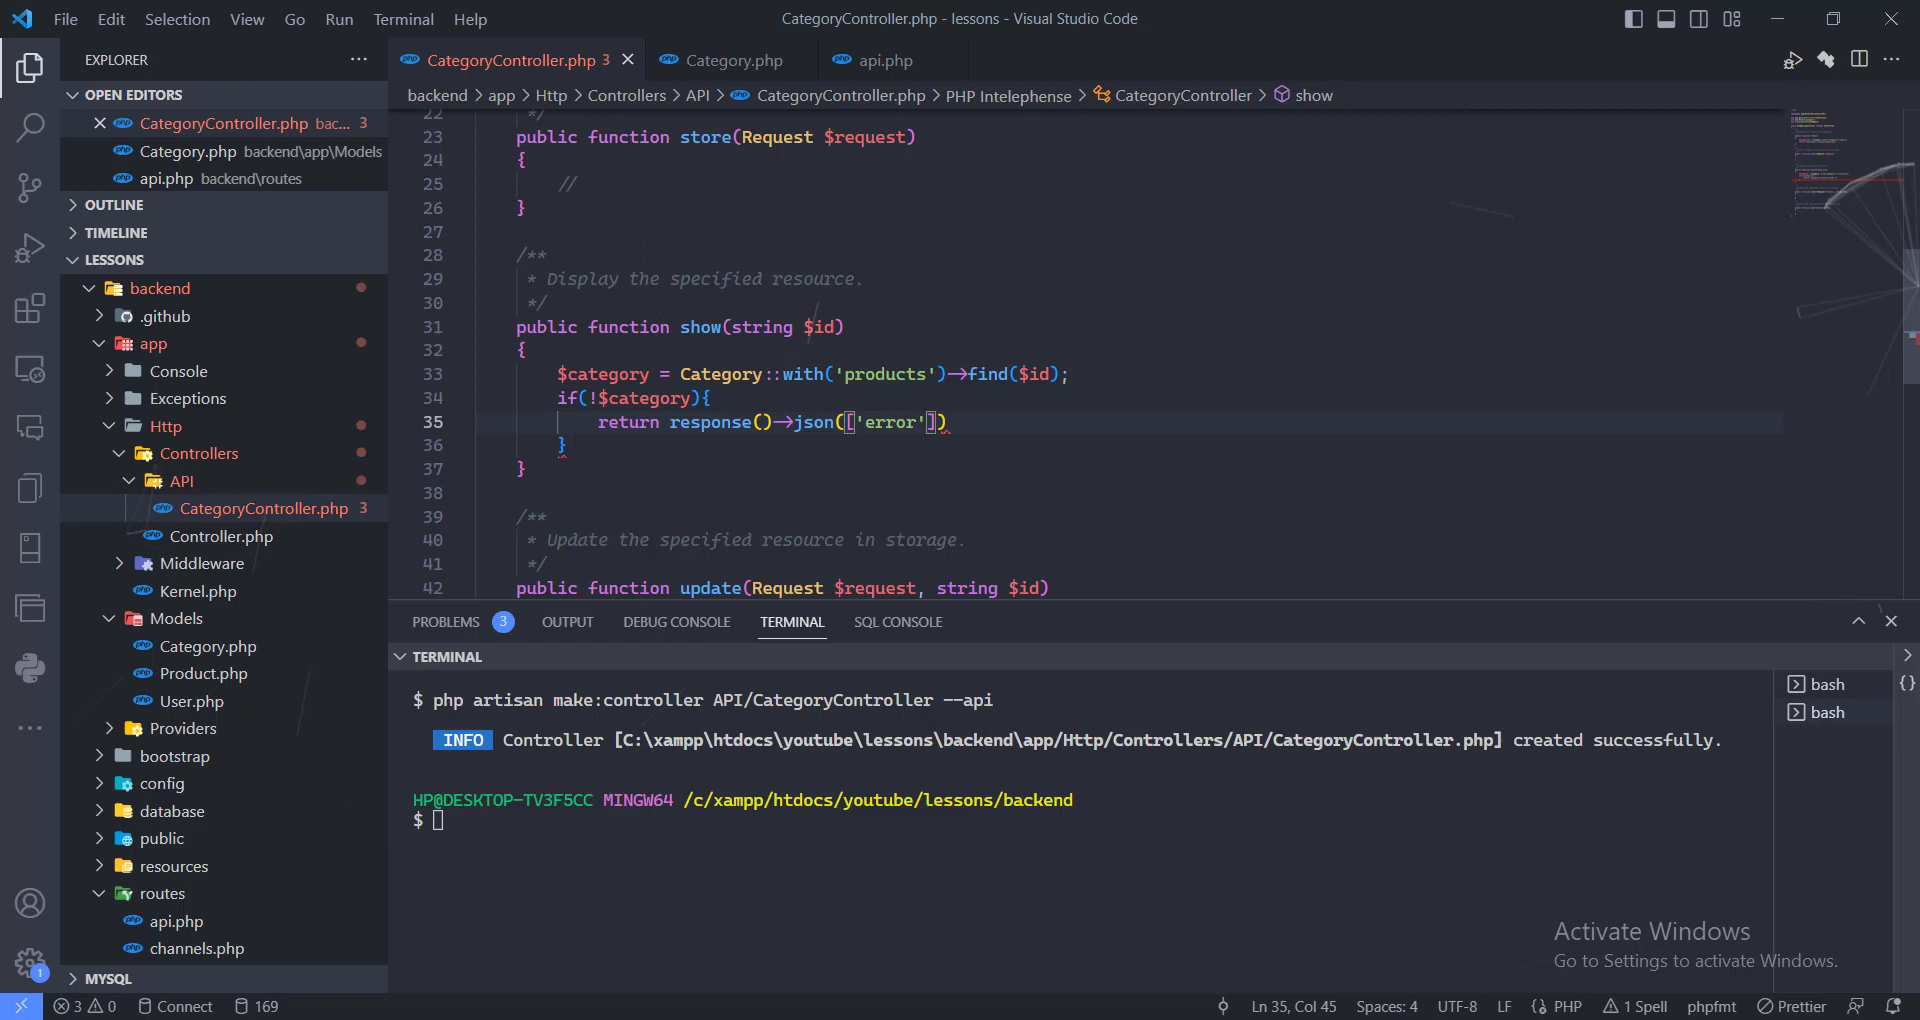 File Edit Selection View Go Run Terminal Help
CategoryController.php - lessons - Visual Studio Code
EXPLORER
OPEN EDITORS
CategoryController.php bac... 3
Category.php backend\app\Models
api.php backend\routes
OUTLINE
TIMELINE
LESSONS
backend
.github
app
Console
Exceptions
Http
Controllers
API
CategoryController.php 3
Controller.php
Middleware
Kernel.php
Models
Category.php
Product.php
User.php
Providers
bootstrap
config
database
public
resources
routes
api.php
channels.php
MYSQL
CategoryController.php 3
Category.php
api.php
backend > app > Http > Controllers > API > CategoryController.php > PHP Intelephense > CategoryController > show
22 */
23 public function store(Request $request)
24 {
25 //
26 }
27
28 /**
29 * Display the specified resource.
30 */
31 public function show(string $id)
32 {
33 $category = Category::with('products')->find($id);
34 if(!$category){
35 return response()->json(['error'])
36 }
37 }
38
39 /**
40 * Update the specified resource in storage.
41 */
42 public function update(Request $request, string $id)
PROBLEMS 3 OUTPUT DEBUG CONSOLE TERMINAL SQL CONSOLE
TERMINAL
$ php artisan make:controller API/CategoryController --api
INFO Controller [C:\xampp\htdocs\youtube\lessons\backend\app/Http/Controllers/API/CategoryController.php] created successfully.
HP@DESKTOP-TV3F5CC MINGW64 /c/xampp/htdocs/youtube/lessons/backend
$
bash
bash
Activate Windows
Go to Settings to activate Windows.
1
3 0 Connect 169
Ln 35, Col 45 Spaces: 4 UTF-8 LF PHP 1 Spell phpfmt Prettier